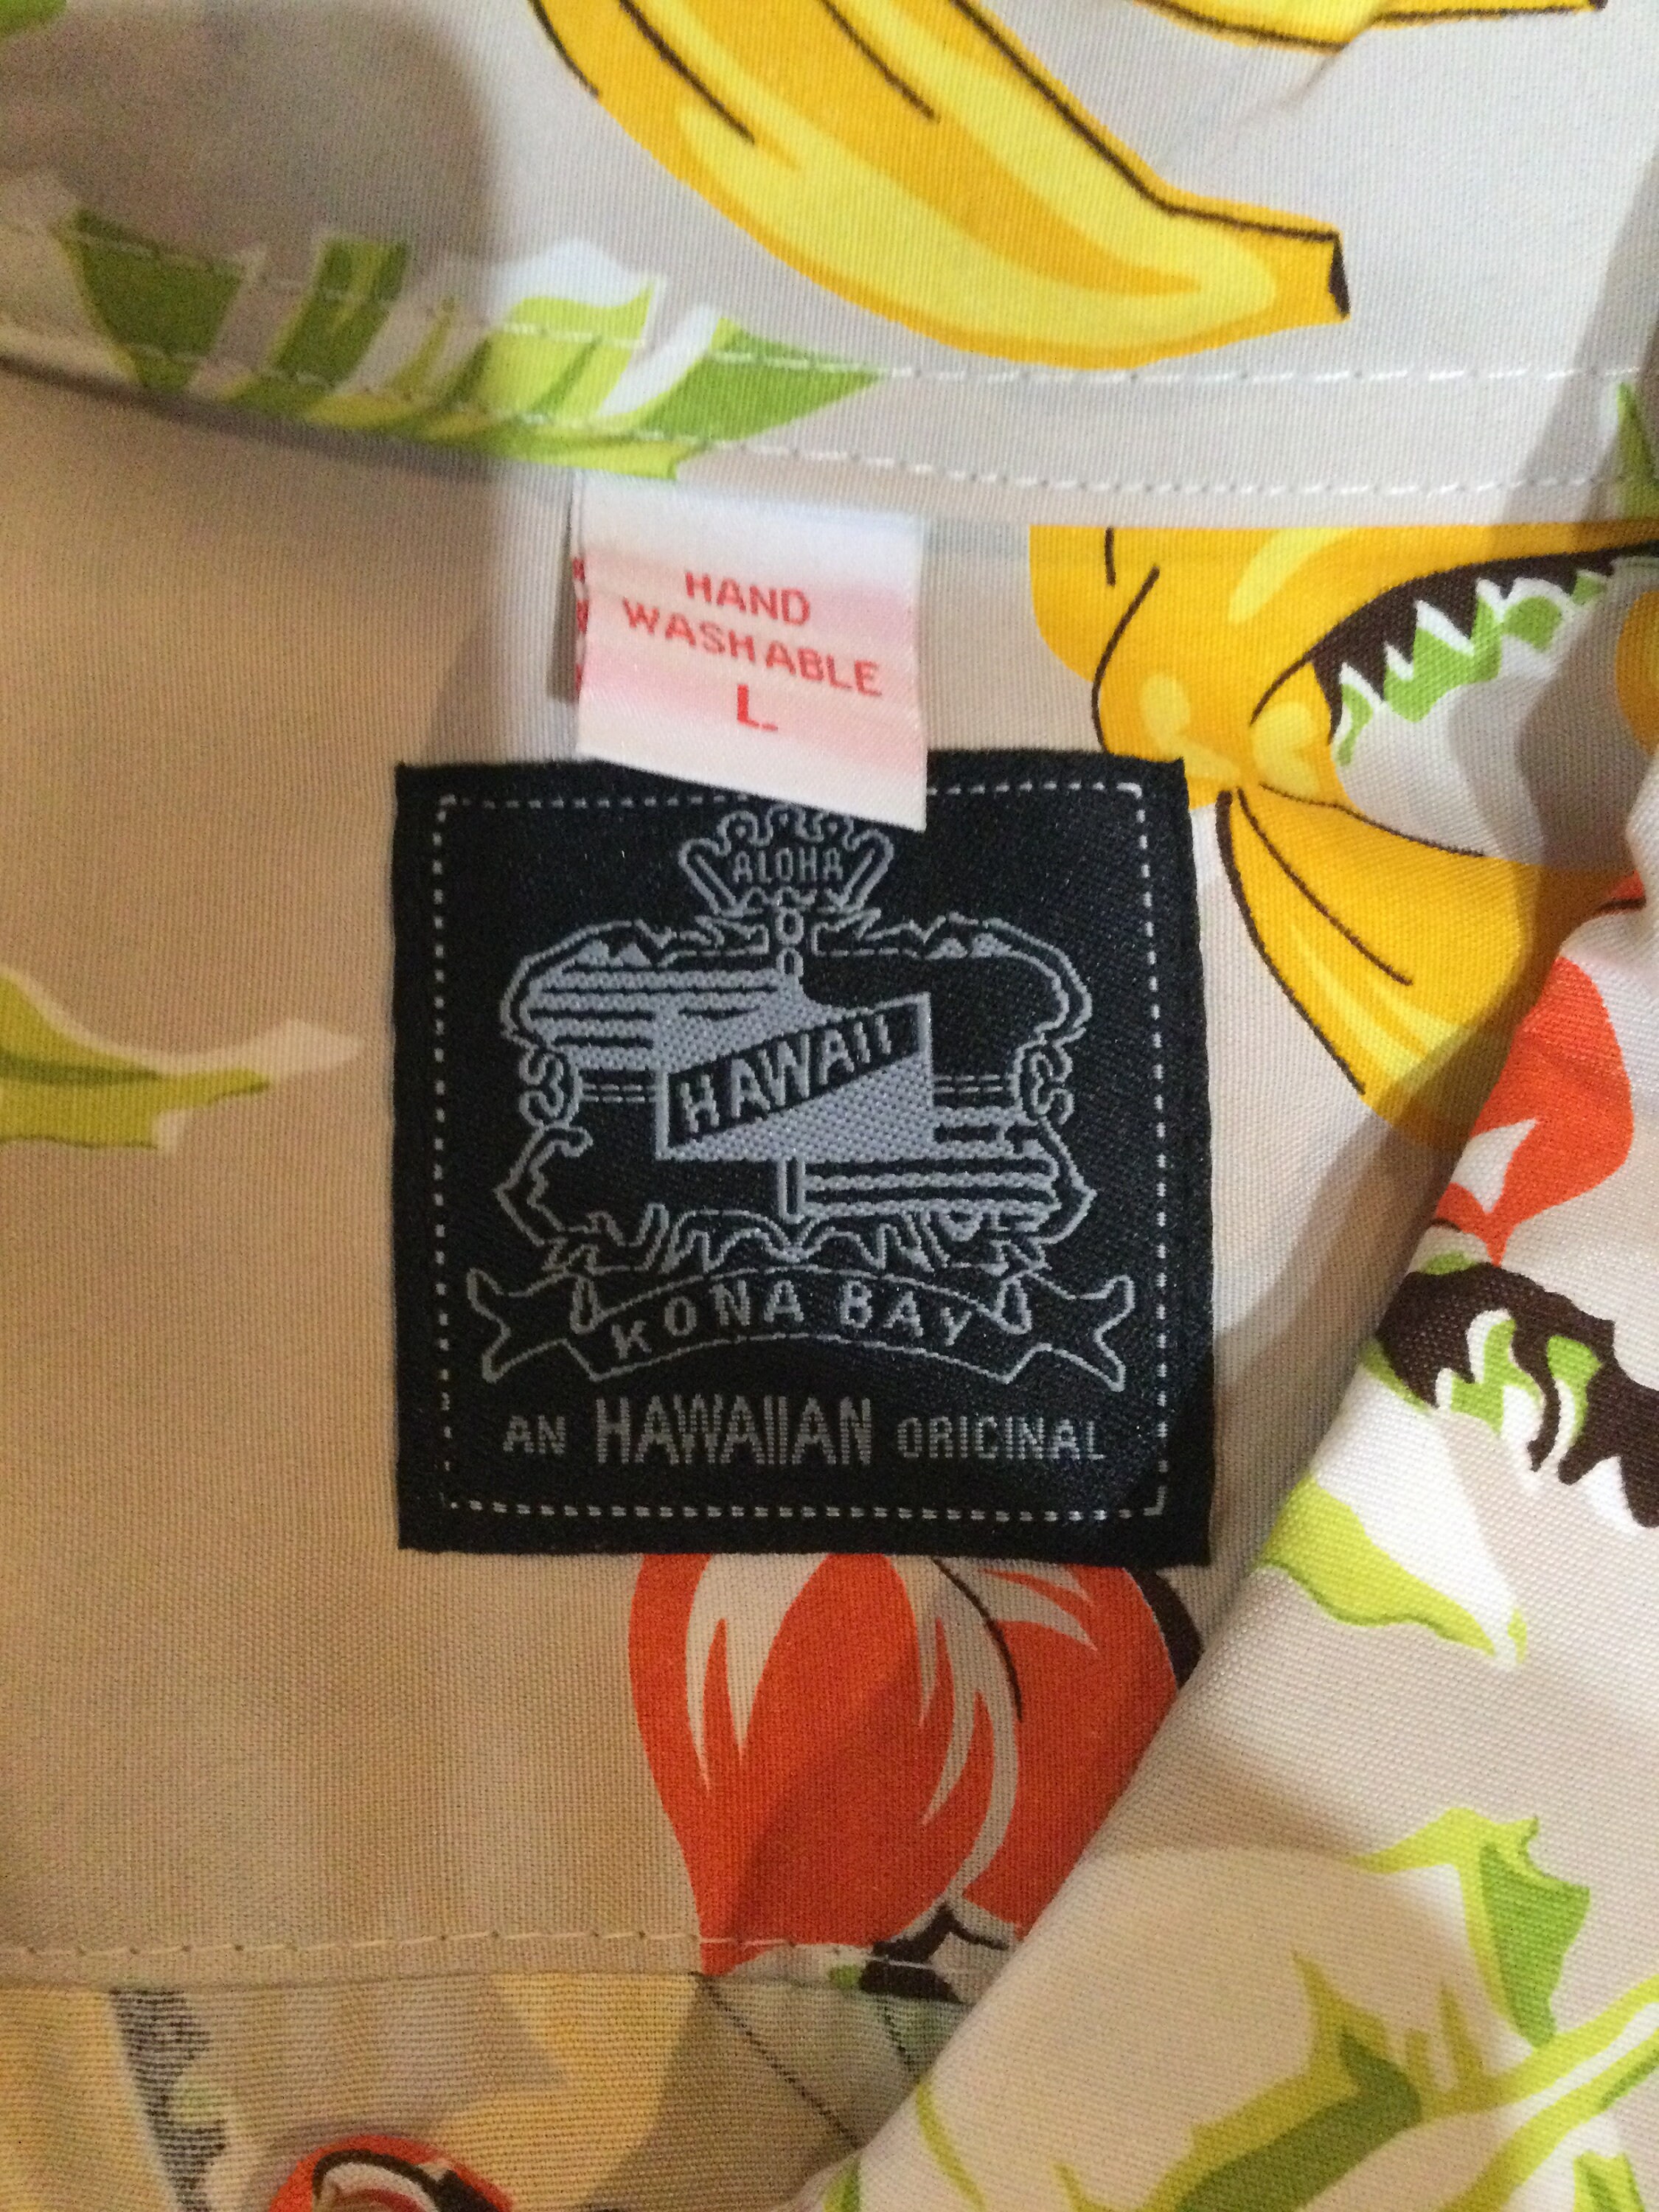 HAND
WASHABLE
L
ALOHA
HAWAII
KONA BAY
AN HAWAIIAN ORIGINAL